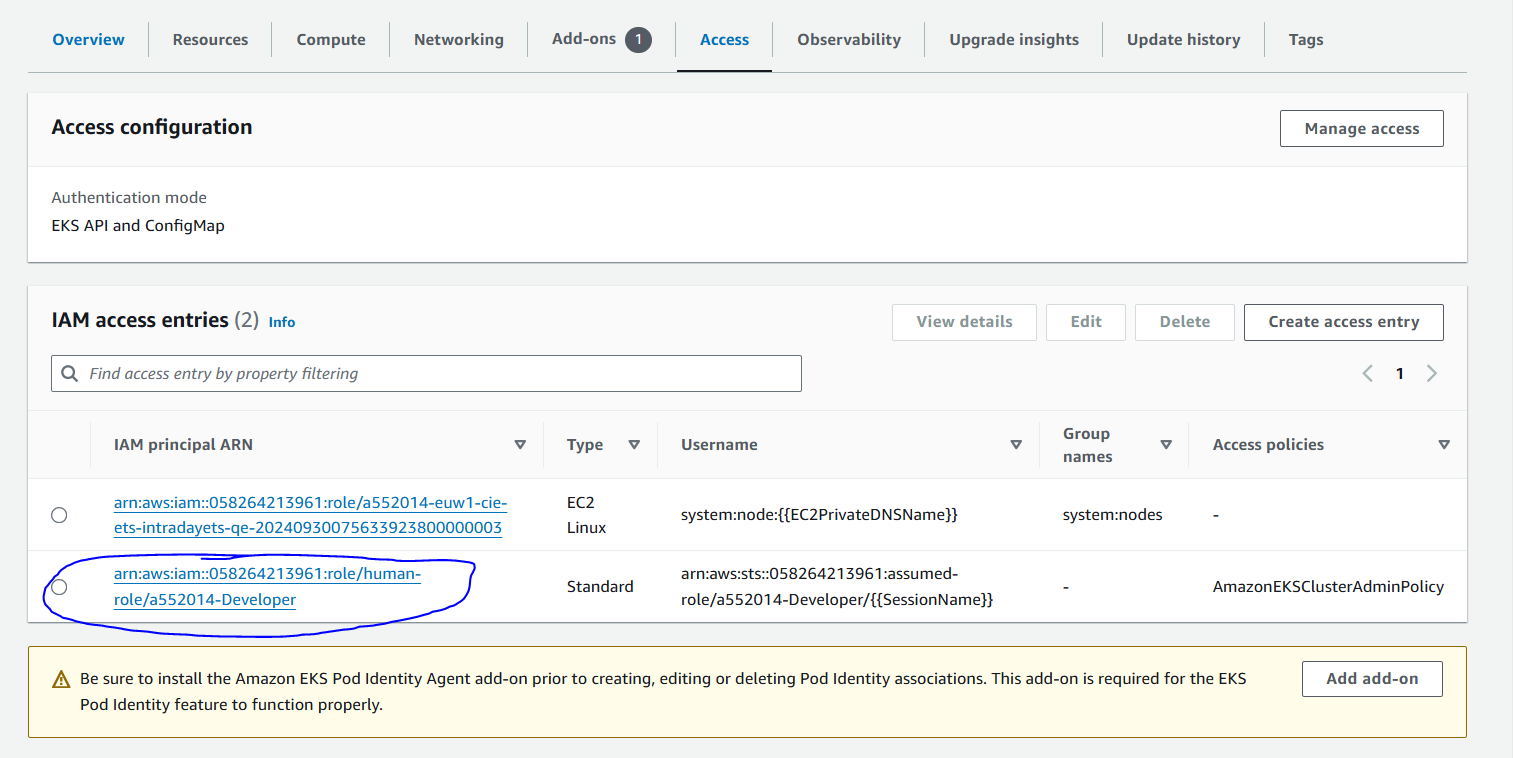 Overview Resources Compute Networking Add-ons 1 Access Observability Upgrade insights Update history Tags
Access configuration
Manage access
Authentication mode
EKS API and ConfigMap
IAM access entries (2) Info
View details Edit Delete Create access entry
Find access entry by property filtering
1
IAM principal ARN Type Username Group names Access policies
arn:aws:iam::058264213961:role/a552014-euw1-cie-
ets-intradayets-qe-20240930075633923800000003
EC2
Linux
system:node:{{EC2PrivateDNSName}}
system:nodes
-
arn:aws:iam::058264213961:role/human-
role/a552014-Developer
Standard
arn:aws:sts::058264213961:assumed-
role/a552014-Developer/{{SessionName}}
-
AmazonEKSClusterAdminPolicy
Be sure to install the Amazon EKS Pod Identity Agent add-on prior to creating, editing or deleting Pod Identity associations. This add-on is required for the EKS
Pod Identity feature to function properly.
Add add-on